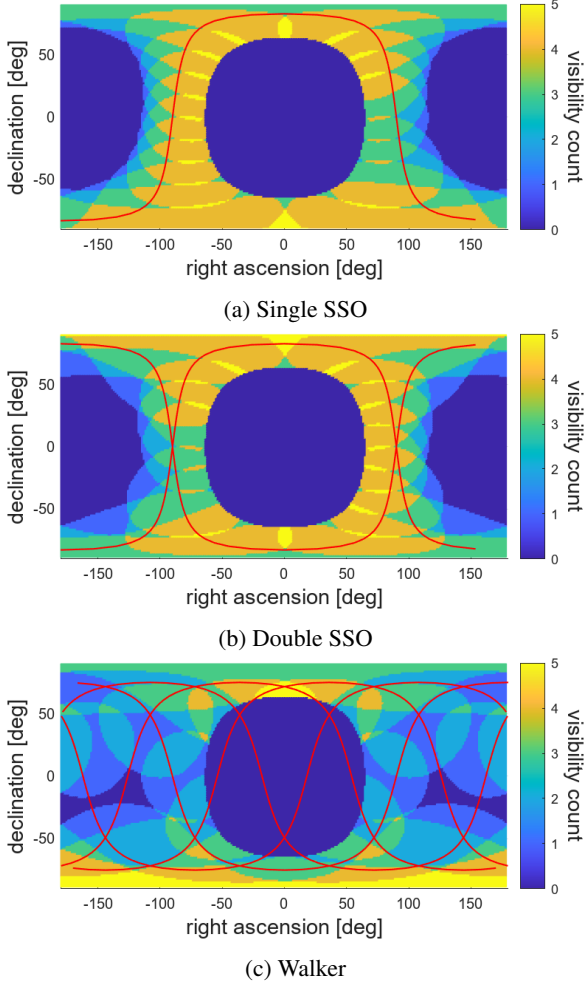 50
0
-50
declination [deg]
-150 -100 -50 0 50 100 150
right ascension [deg]
5
4
3
2
1
0
visibility count
(a) Single SSO
50
0
-50
declination [deg]
-150 -100 -50 0 50 100 150
right ascension [deg]
5
4
3
2
1
0
visibility count
(b) Double SSO
50
0
-50
declination [deg]
-150 -100 -50 0 50 100 150
right ascension [deg]
5
4
3
2
1
0
visibility count
(c) Walker